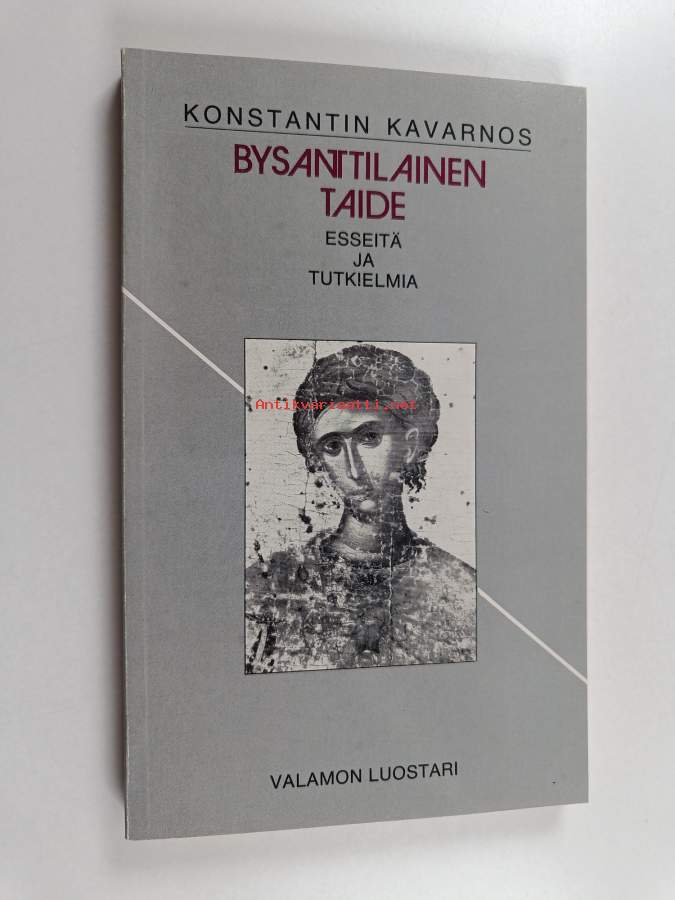 KONSTANTIN KAVARNOS
BYSANTTILAINEN
TAIDE
ESSEITÄ
JA
TUTKIELMIA
Antikvariaatti.net
VALAMON LUOSTARI